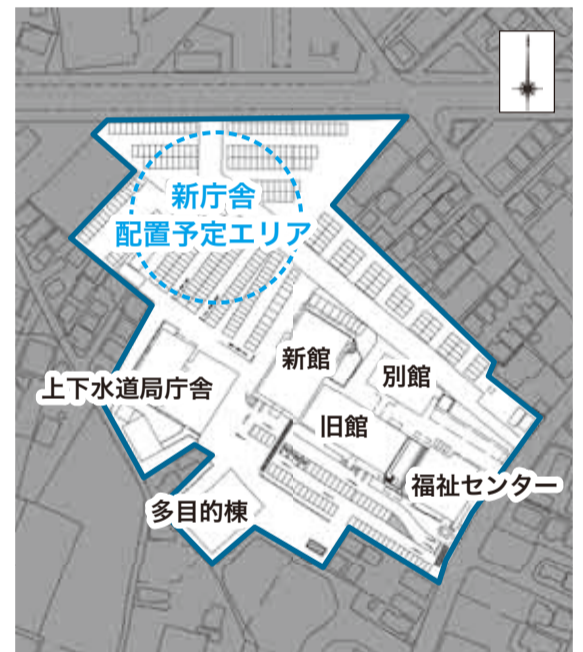 新庁舎
配置予定エリア
新館
別館
上下水道局庁舎
旧館
福祉センター
多目的棟